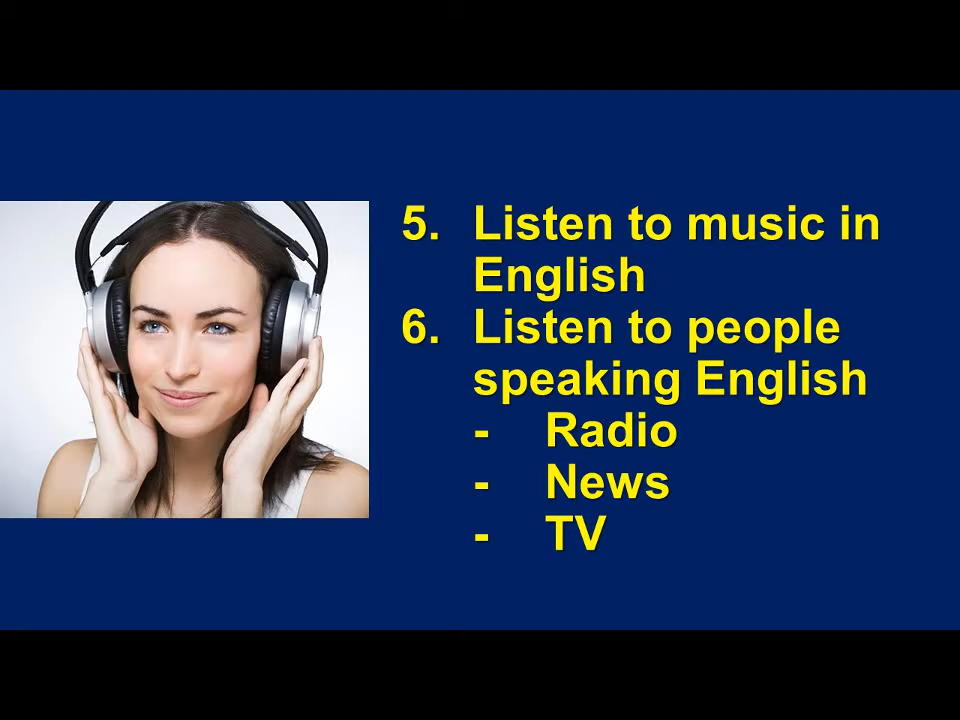 5. Listen to music in
English
6. Listen to people
speaking English
- Radio
- News
- TV